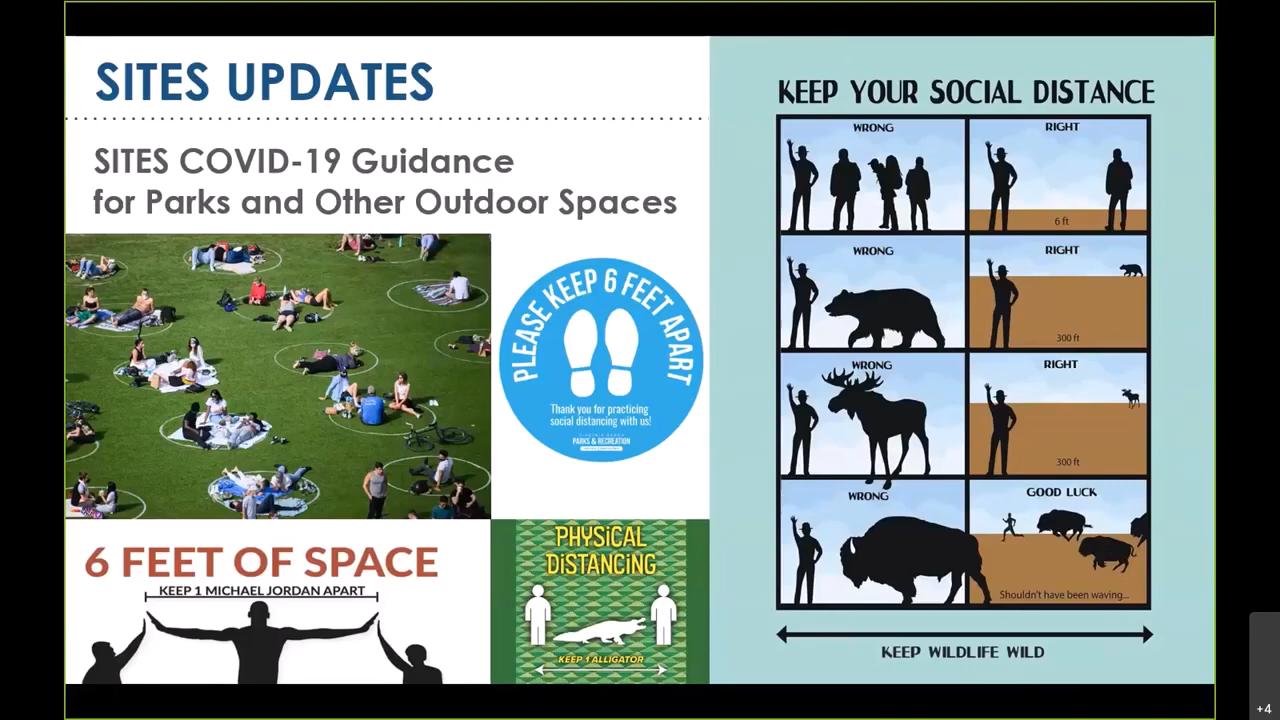 SITES UPDATES
SITES COVID-19 Guidance
for Parks and Other Outdoor Spaces
PLEASE KEEP 6 FEET APART
Thank you for practicing
social distancing with us!
PARKS & RECREATION
6 FEET OF SPACE
KEEP 1 MICHAEL JORDAN APART
PHYSICAL
DISTANCING
KEEP 1 ALLIGATOR
KEEP YOUR SOCIAL DISTANCE
WRONG
RIGHT
6 ft
WRONG
RIGHT
300 ft
WRONG
RIGHT
300 ft
WRONG
GOOD LUCK
Shouldn't have been waving...
KEEP WILDLIFE WILD
+4